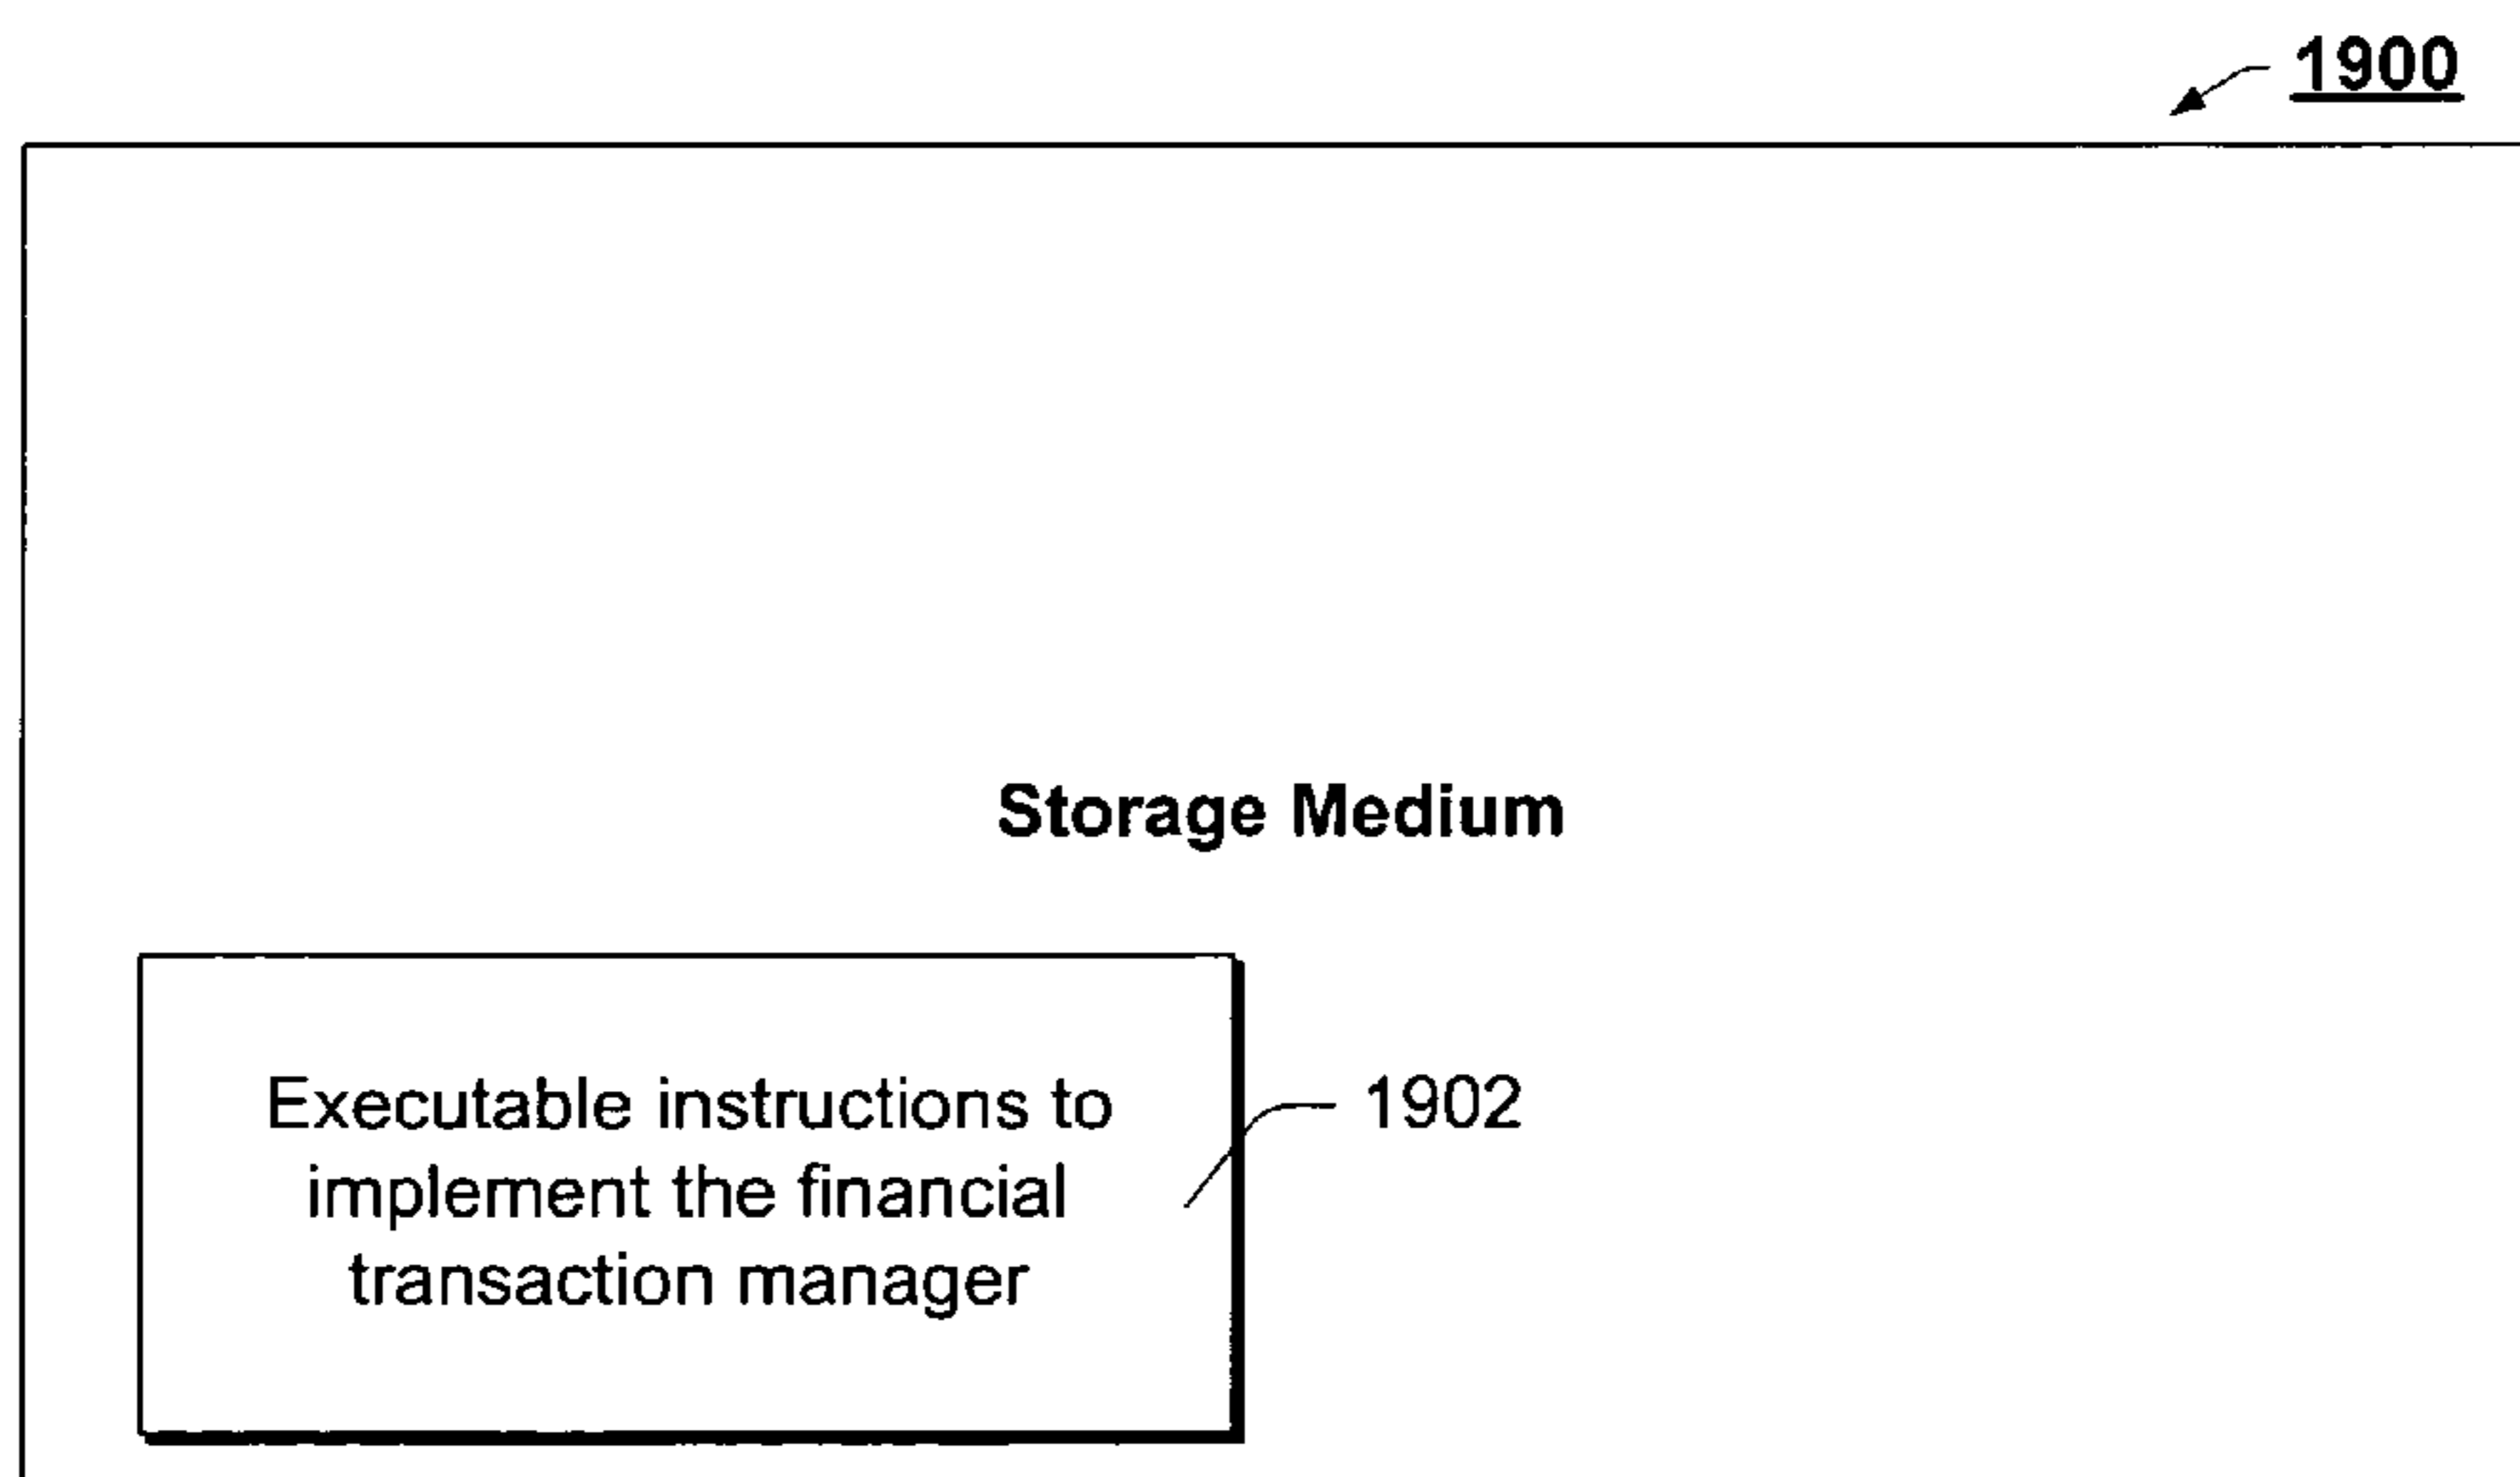 1900
Storage Medium
Executable instructions to
implement the financial
transaction manager
1902